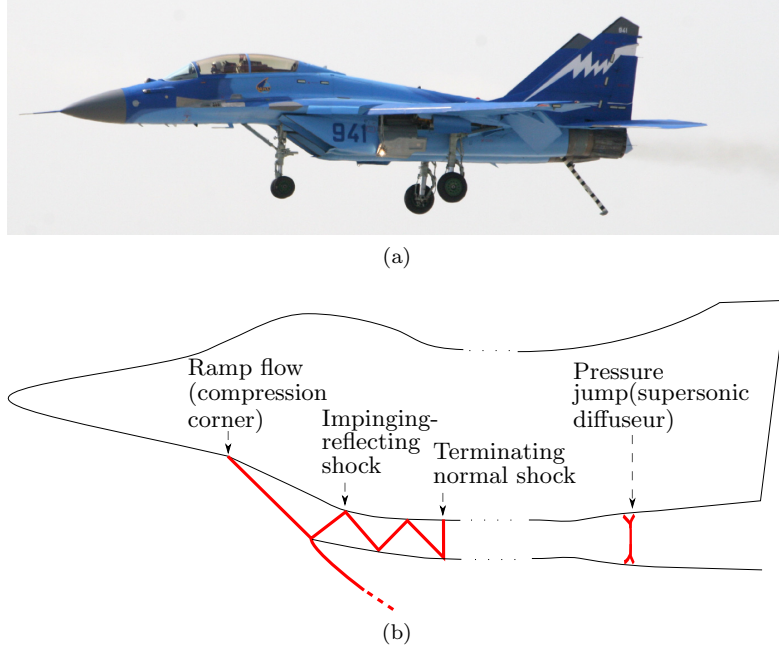 941
941
(a)
Ramp flow
(compression
corner)
Impinging-
reflecting
shock
Terminating
normal shock
Pressure
jump(supersonic
diffuseur)
(b)